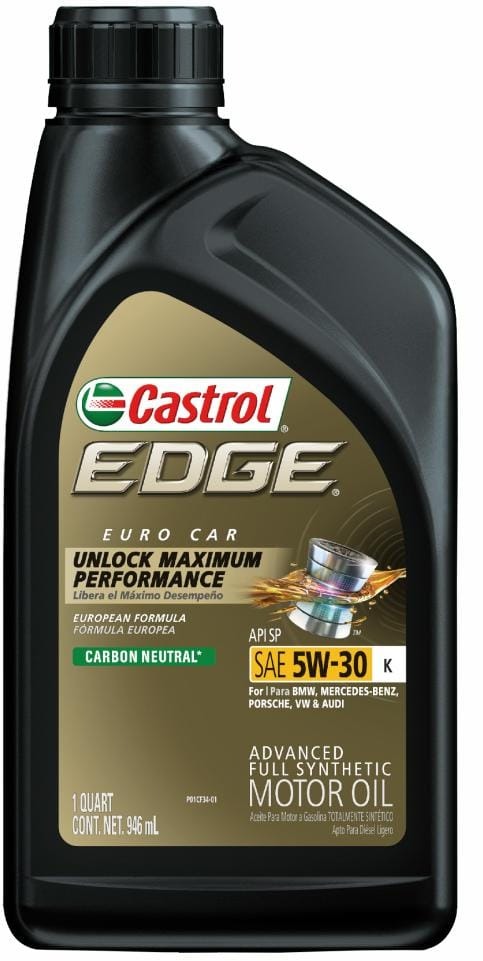 Castrol
EDGE
EURO CAR
UNLOCK MAXIMUM
PERFORMANCE
Libera el Máximo Desempeño
EUROPEAN FORMULA
FÓRMULA EUROPEA
CARBON NEUTRAL*
API SP
SAE 5W-30 K
For | Para BMW, MERCEDES-BENZ,
PORSCHE, VW & AUDI
ADVANCED
FULL SYNTHETIC
MOTOR OIL
Aceite Para Motor a Gasolina TOTALMENTE SINTÉTICO
Apto Para Diésel Ligero
1 QUART
CONT. NET. 946 mL
P01CF34-01